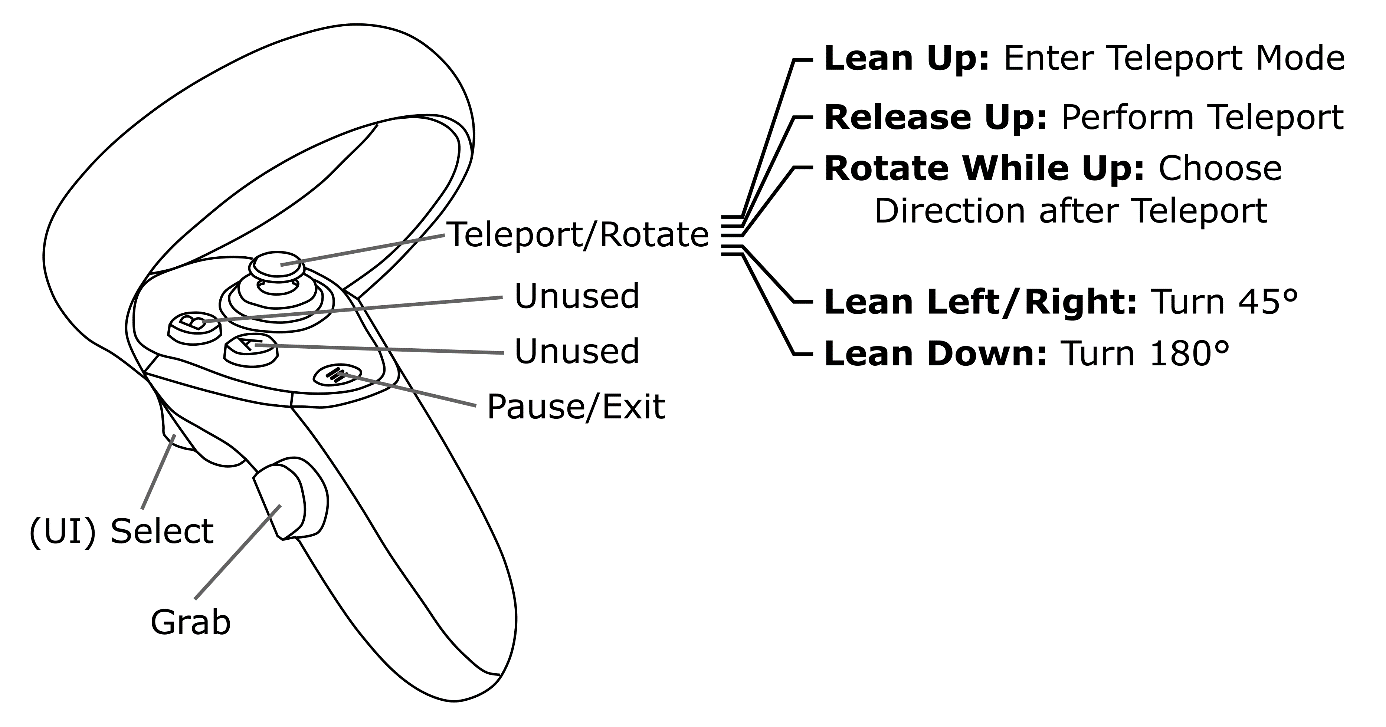 Lean Up: Enter Teleport Mode
Release Up: Perform Teleport
Rotate While Up: Choose
Direction after Teleport
Teleport/Rotate
Unused
Lean Left/Right: Turn 45°
B
A
Unused
Lean Down: Turn 180°
Pause/Exit
(UI) Select
Grab